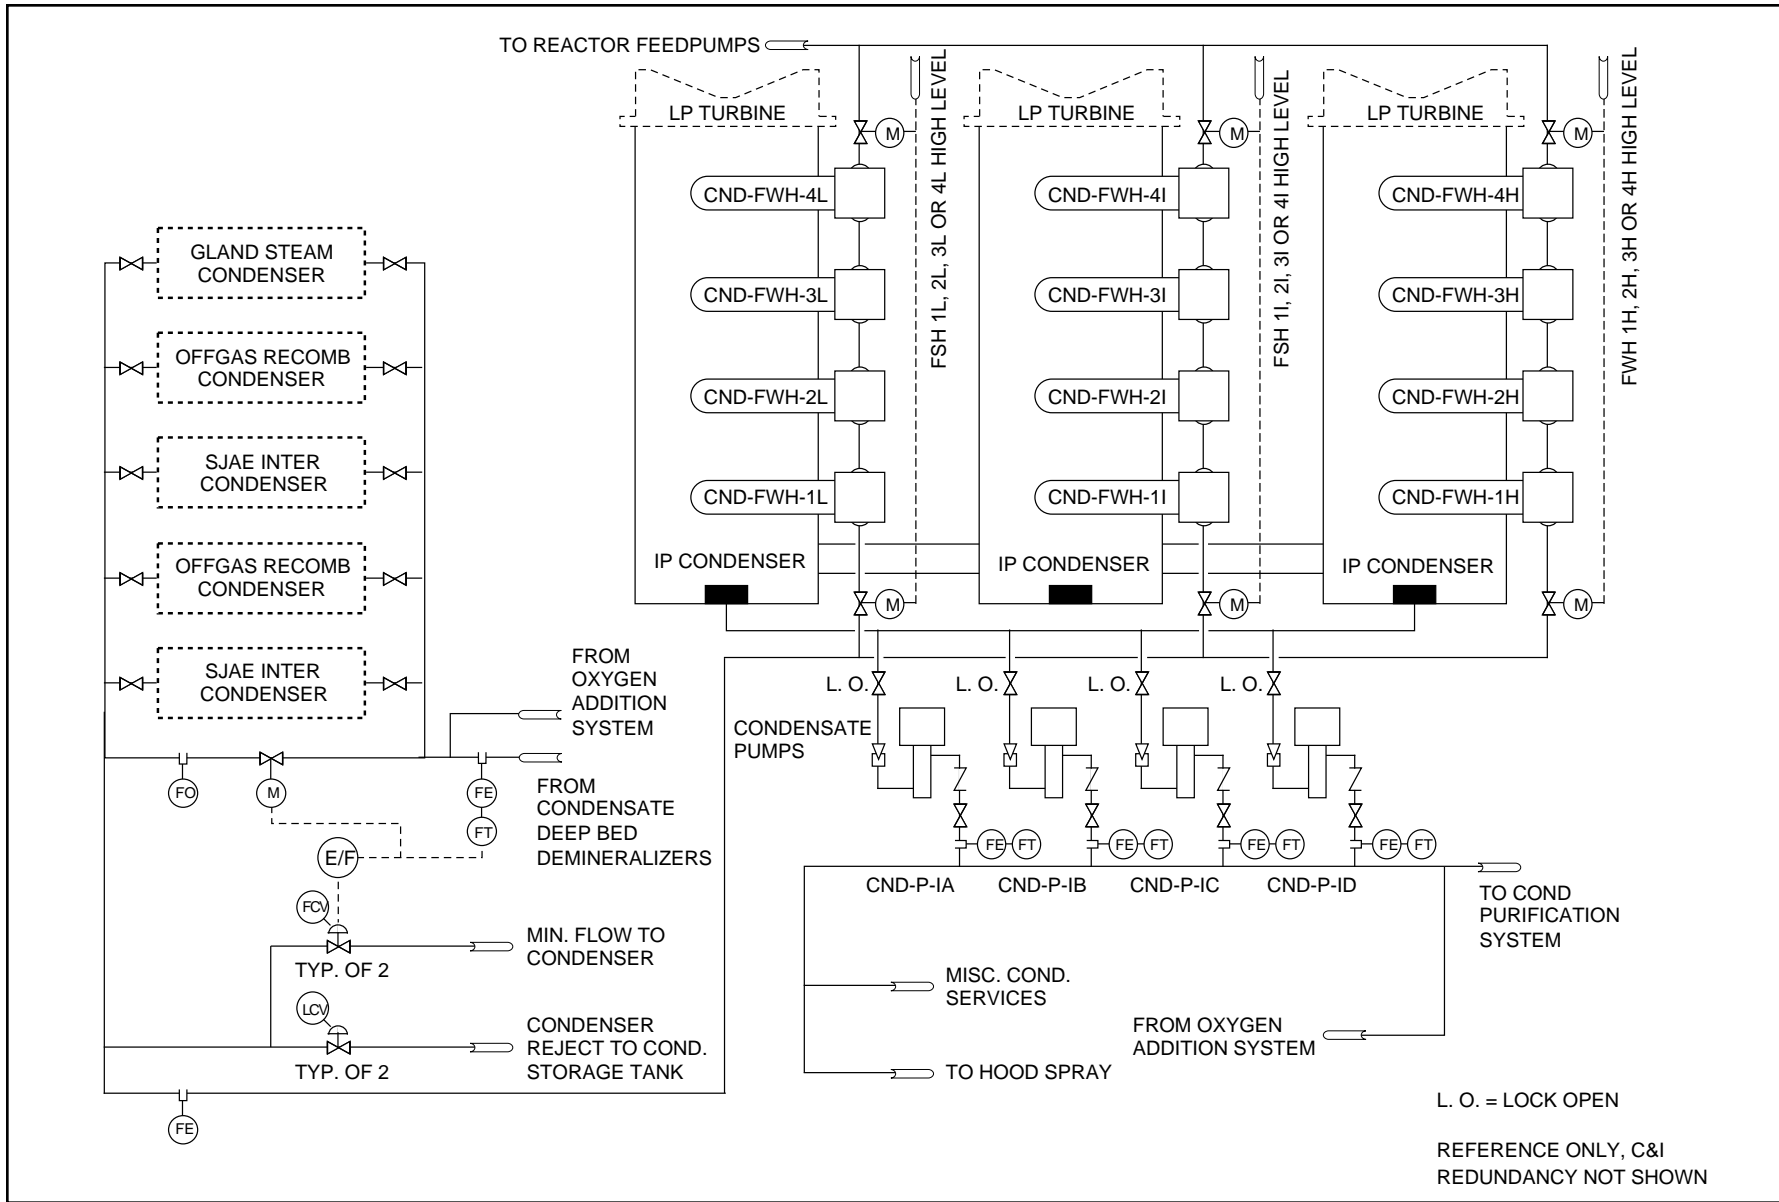 TO REACTOR FEEDPUMPS
LP TURBINE
LP TURBINE
LP TURBINE
M
M
M
FSH 1L, 2L, 3L OR 4L HIGH LEVEL
FSH 1I, 2I, 3I OR 4I HIGH LEVEL
FWH 1H, 2H, 3H OR 4H HIGH LEVEL
CND-FWH-4L
CND-FWH-4I
CND-FWH-4H
CND-FWH-3L
CND-FWH-3I
CND-FWH-3H
CND-FWH-2L
CND-FWH-2I
CND-FWH-2H
CND-FWH-1L
CND-FWH-1I
CND-FWH-1H
IP CONDENSER
IP CONDENSER
IP CONDENSER
M
M
M
GLAND STEAM
CONDENSER
OFFGAS RECOMB
CONDENSER
SJAE INTER
CONDENSER
OFFGAS RECOMB
CONDENSER
SJAE INTER
CONDENSER
FROM
OXYGEN
ADDITION
SYSTEM
FO
M
FE
FT
FROM
CONDENSATE
DEEP BED
DEMINERALIZERS
E/F
FCV
TYP. OF 2
MIN. FLOW TO
CONDENSER
LCV
TYP. OF 2
CONDENSER
REJECT TO COND.
STORAGE TANK
FE
L. O.
L. O.
L. O.
L. O.
CONDENSATE
PUMPS
FE
FT
FE
FT
FE
FT
FE
FT
CND-P-IA
CND-P-IB
CND-P-IC
CND-P-ID
TO COND
PURIFICATION
SYSTEM
MISC. COND.
SERVICES
FROM OXYGEN
ADDITION SYSTEM
TO HOOD SPRAY
L. O. = LOCK OPEN
REFERENCE ONLY, C&I
REDUNDANCY NOT SHOWN